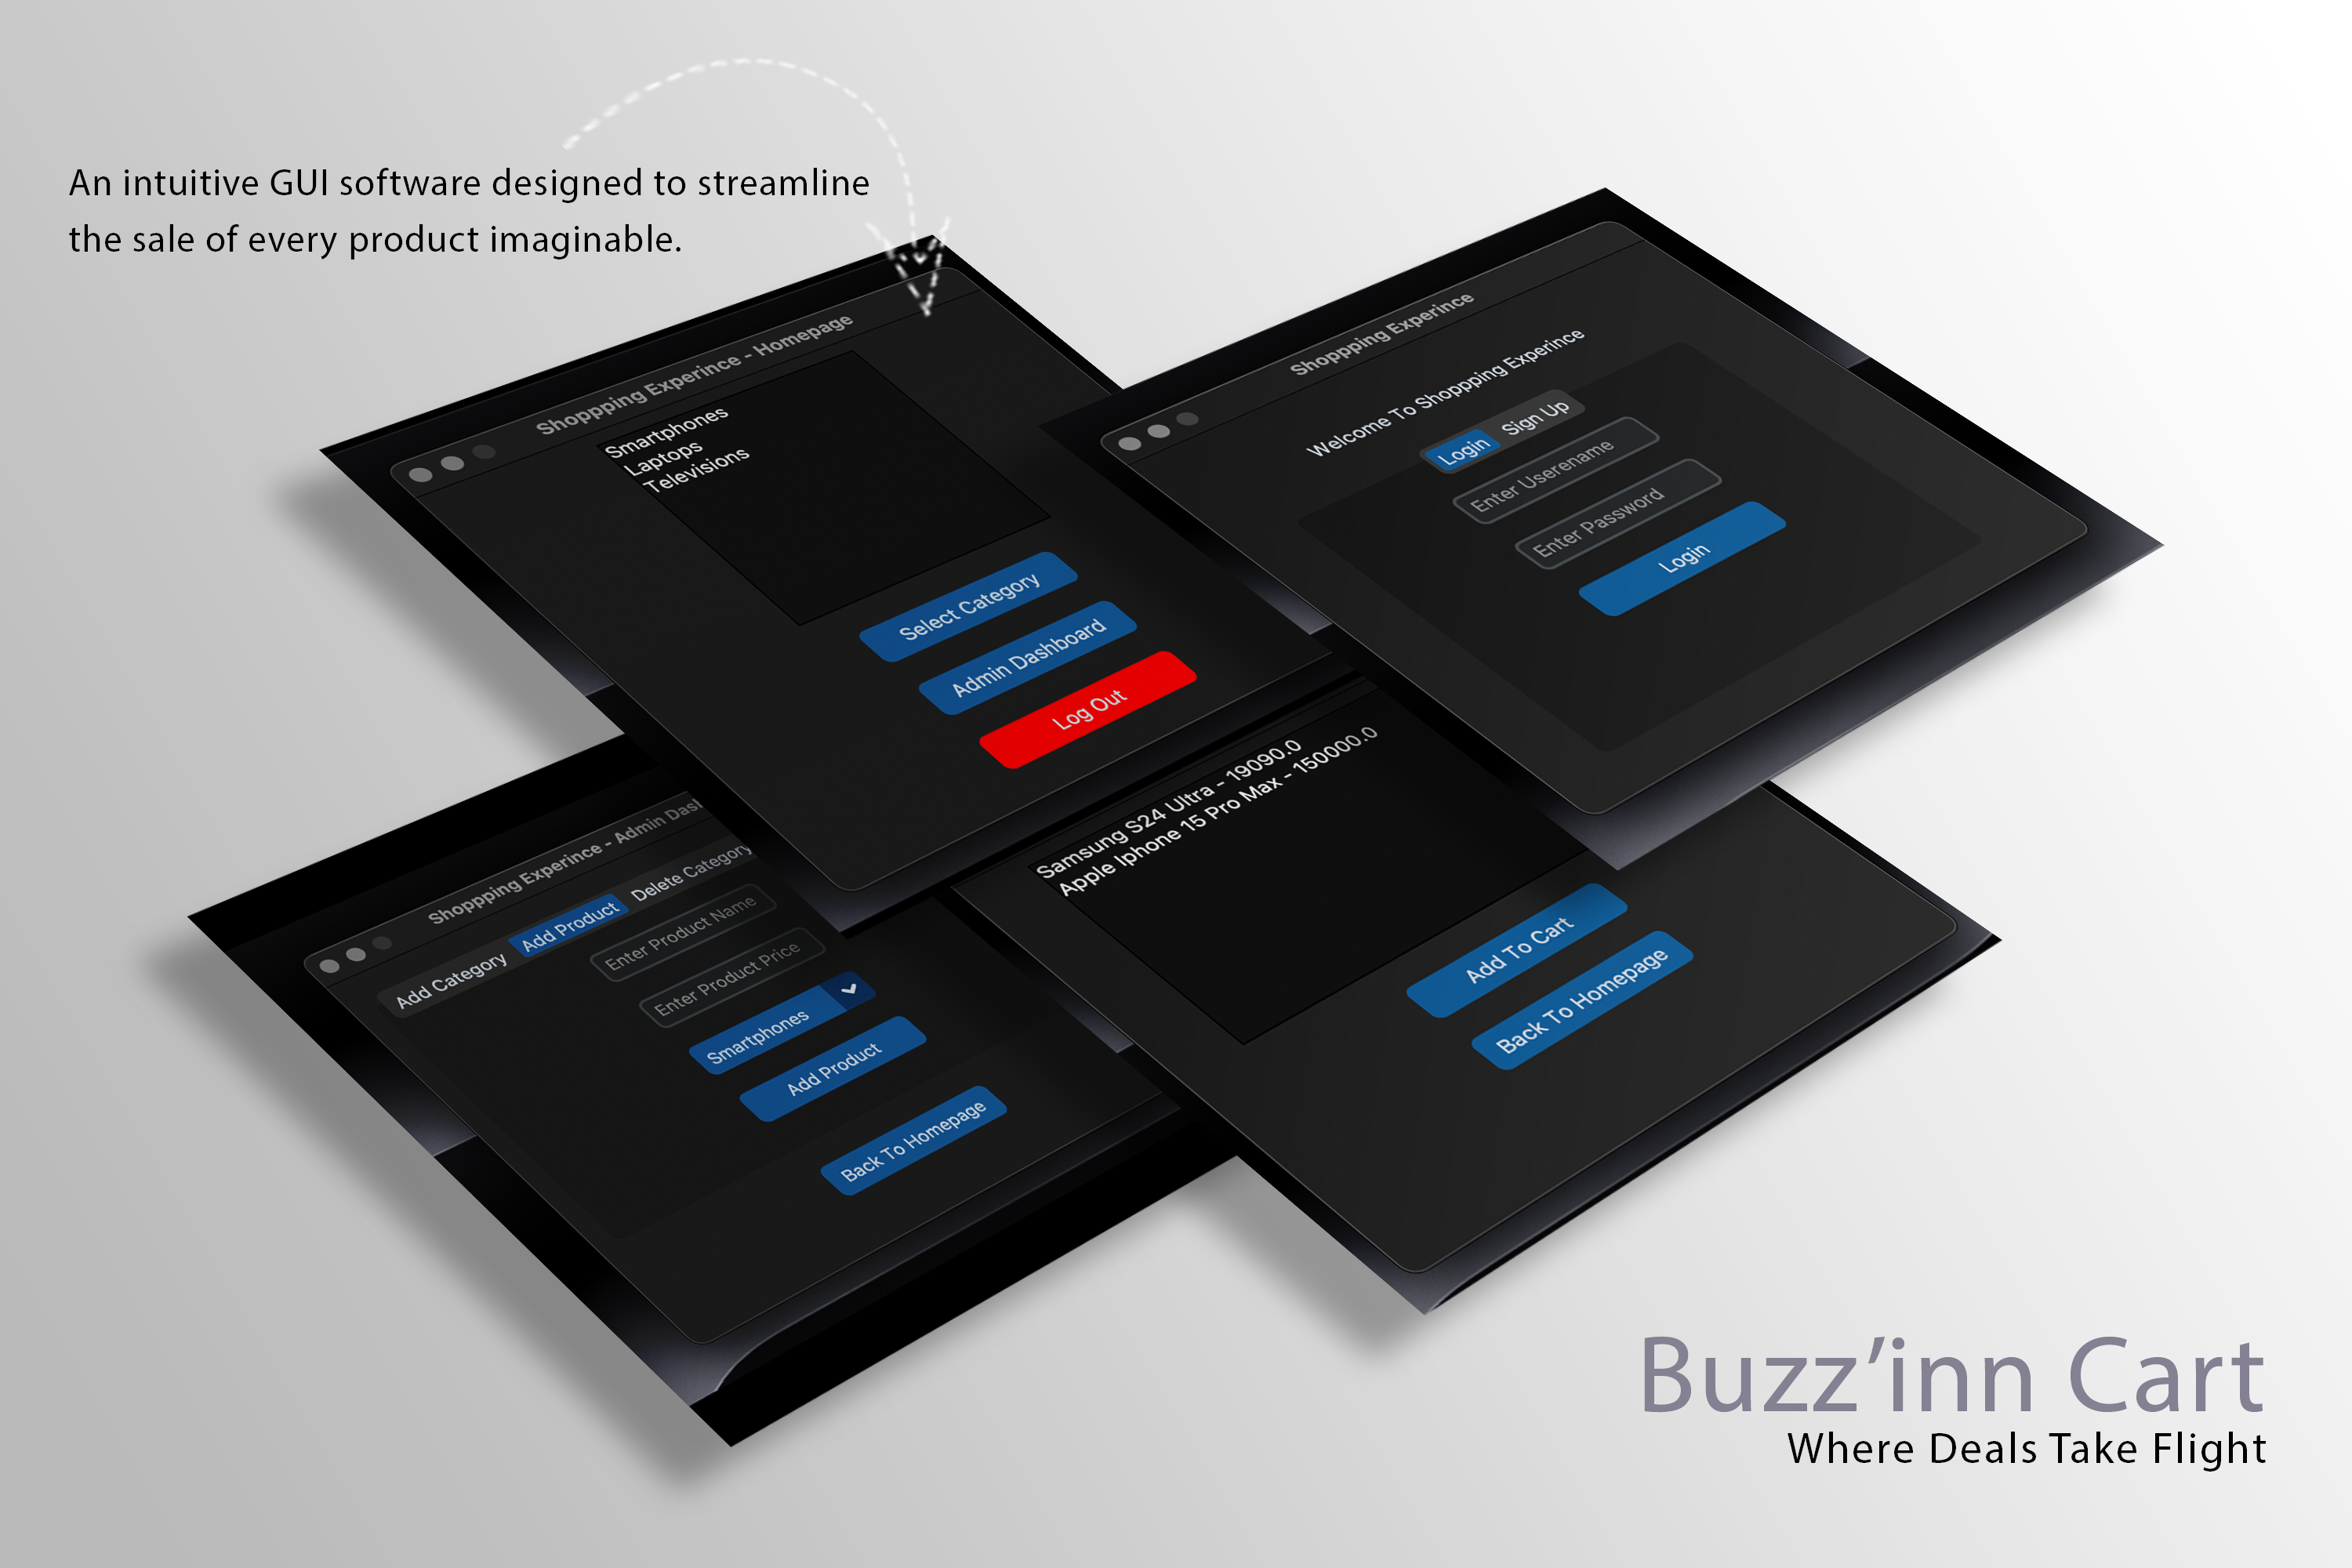 An intuitive GUI software designed to streamline
the sale of every product imaginable.
Shoppping Experince - Homepage
Smartphones
Laptops
Televisions
Select Category
Admin Dashboard
Log Out
Shoppping Experince
Welcome To Shoppping Experince
Login Sign Up
Enter Userename
Enter Password
Login
Shoppping Experince - Admin Dash
Add Category Add Product Delete Category
Enter Product Name
Enter Product Price
Smartphones
Add Product
Back To Homepage
Samsung S24 Ultra - 19090.0
Apple Iphone 15 Pro Max - 150000.0
Add To Cart
Back To Homepage
Buzz’inn Cart
Where Deals Take Flight